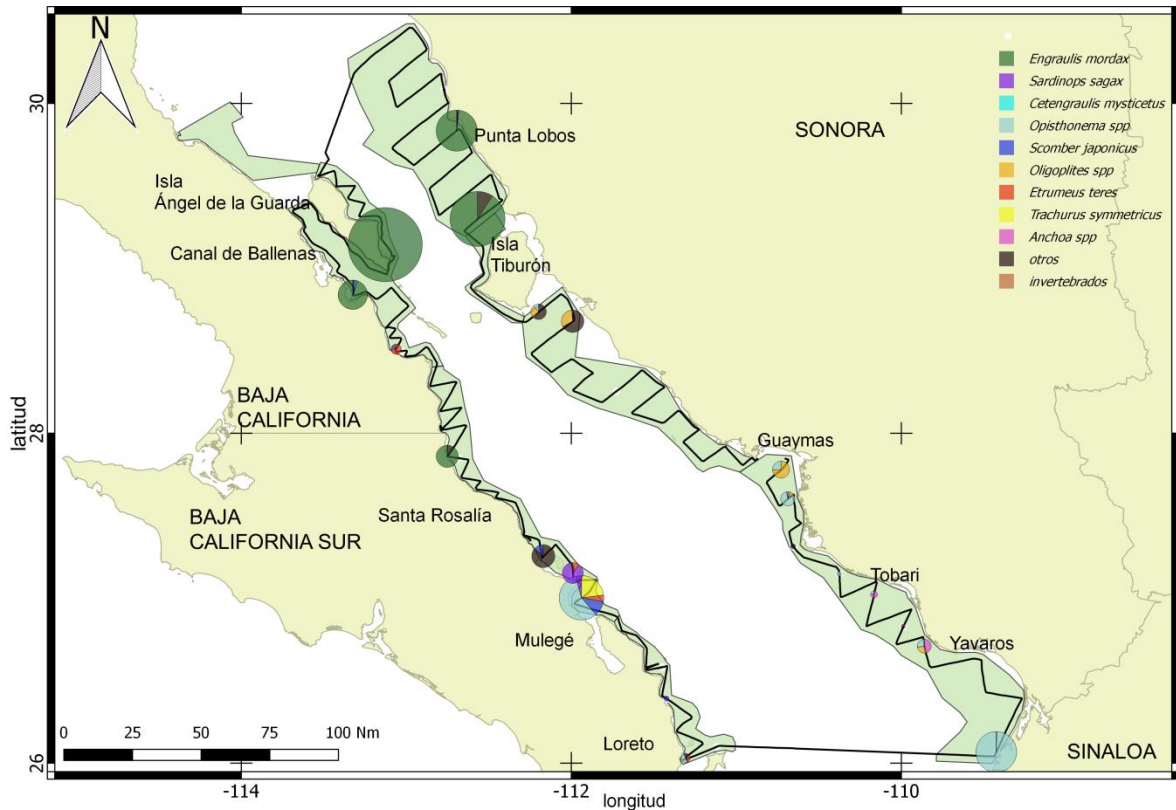 N
30
28
26
latitud
-114
-112
-110
longitud
Engraulis mordax
Sardinops sagax
Cetengraulis mysticetus
Opisthonema spp
Scomber japonicus
Oligoplites spp
Etrumeus teres
Trachurus symmetricus
Anchoa spp
otros
invertebrados
SONORA
Punta Lobos
Isla
Ángel de la Guarda
Canal de Ballenas
Isla
Tiburón
BAJA
CALIFORNIA
Guaymas
Santa Rosalía
BAJA
CALIFORNIA SUR
Tobari
Mulegé
Yavaros
Loreto
SINALOA
0 25 50 75 100 Nm